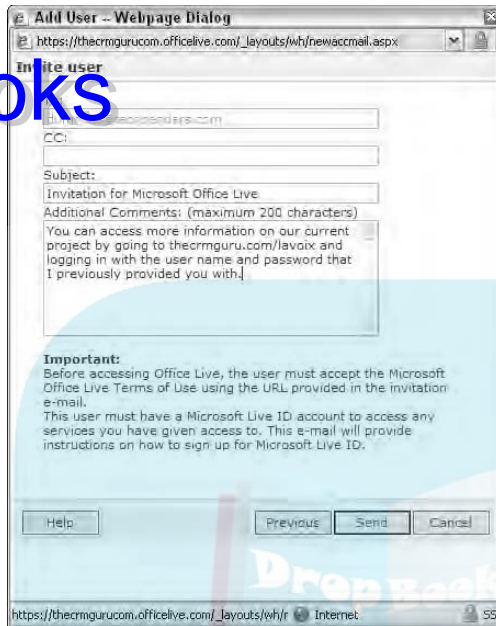 Add User -- Webpage Dialog
https://thecrmgurucom.officelive.com/_layouts/wh/newaccmail.aspx
Invite user
oks
CC:
Subject:
Invitation for Microsoft Office Live
Additional Comments: (maximum 200 characters)
You can access more information on our current
project by going to thecrmguru.com/lavoix and
logging in with the user name and password that
I previously provided you with.
Important:
Before accessing Office Live, the user must accept the Microsoft
Office Live Terms of Use using the URL provided in the invitation
e-mail.
This user must have a Microsoft Live ID account to access any
services you have given access to. This e-mail will provide
instructions on how to sign up for Microsoft Live ID.
Help Previous Send Cancel
Drop Book
https://thecrmgurucom.officelive.com/_layouts/wh/r Internet SS